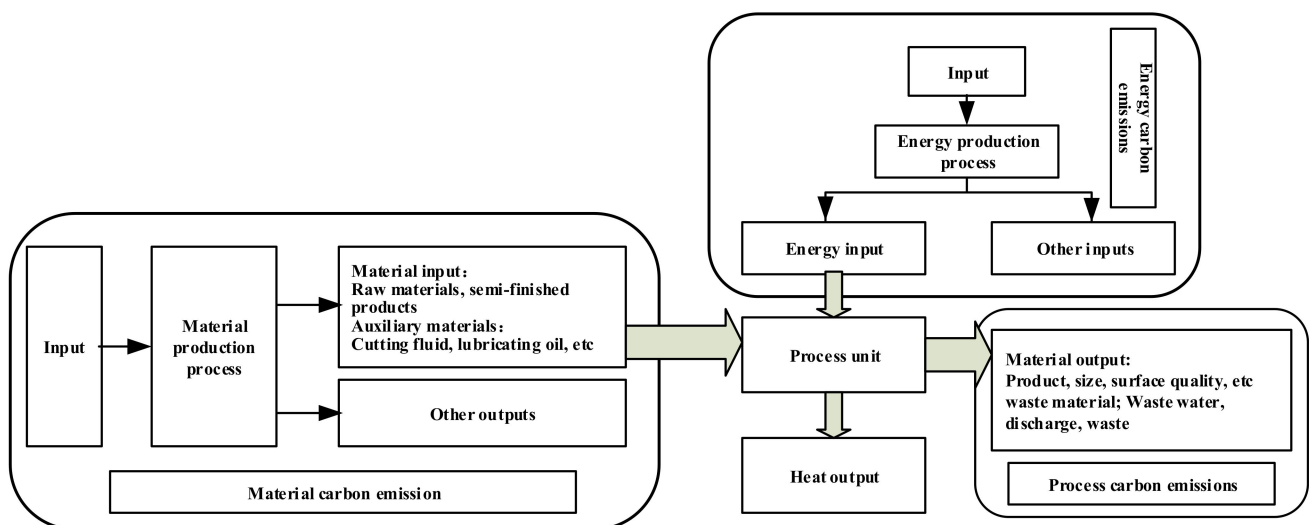 Input
Energy carbon
emissions
Energy production
process
Energy input
Other inputs
Input
Material
production
process
Material input：
Raw materials, semi-finished
products
Auxiliary materials：
Cutting fluid, lubricating oil, etc
Other outputs
Material carbon emission
Process unit
Heat output
Material output:
Product, size, surface quality, etc
waste material; Waste water,
discharge, waste
Process carbon emissions